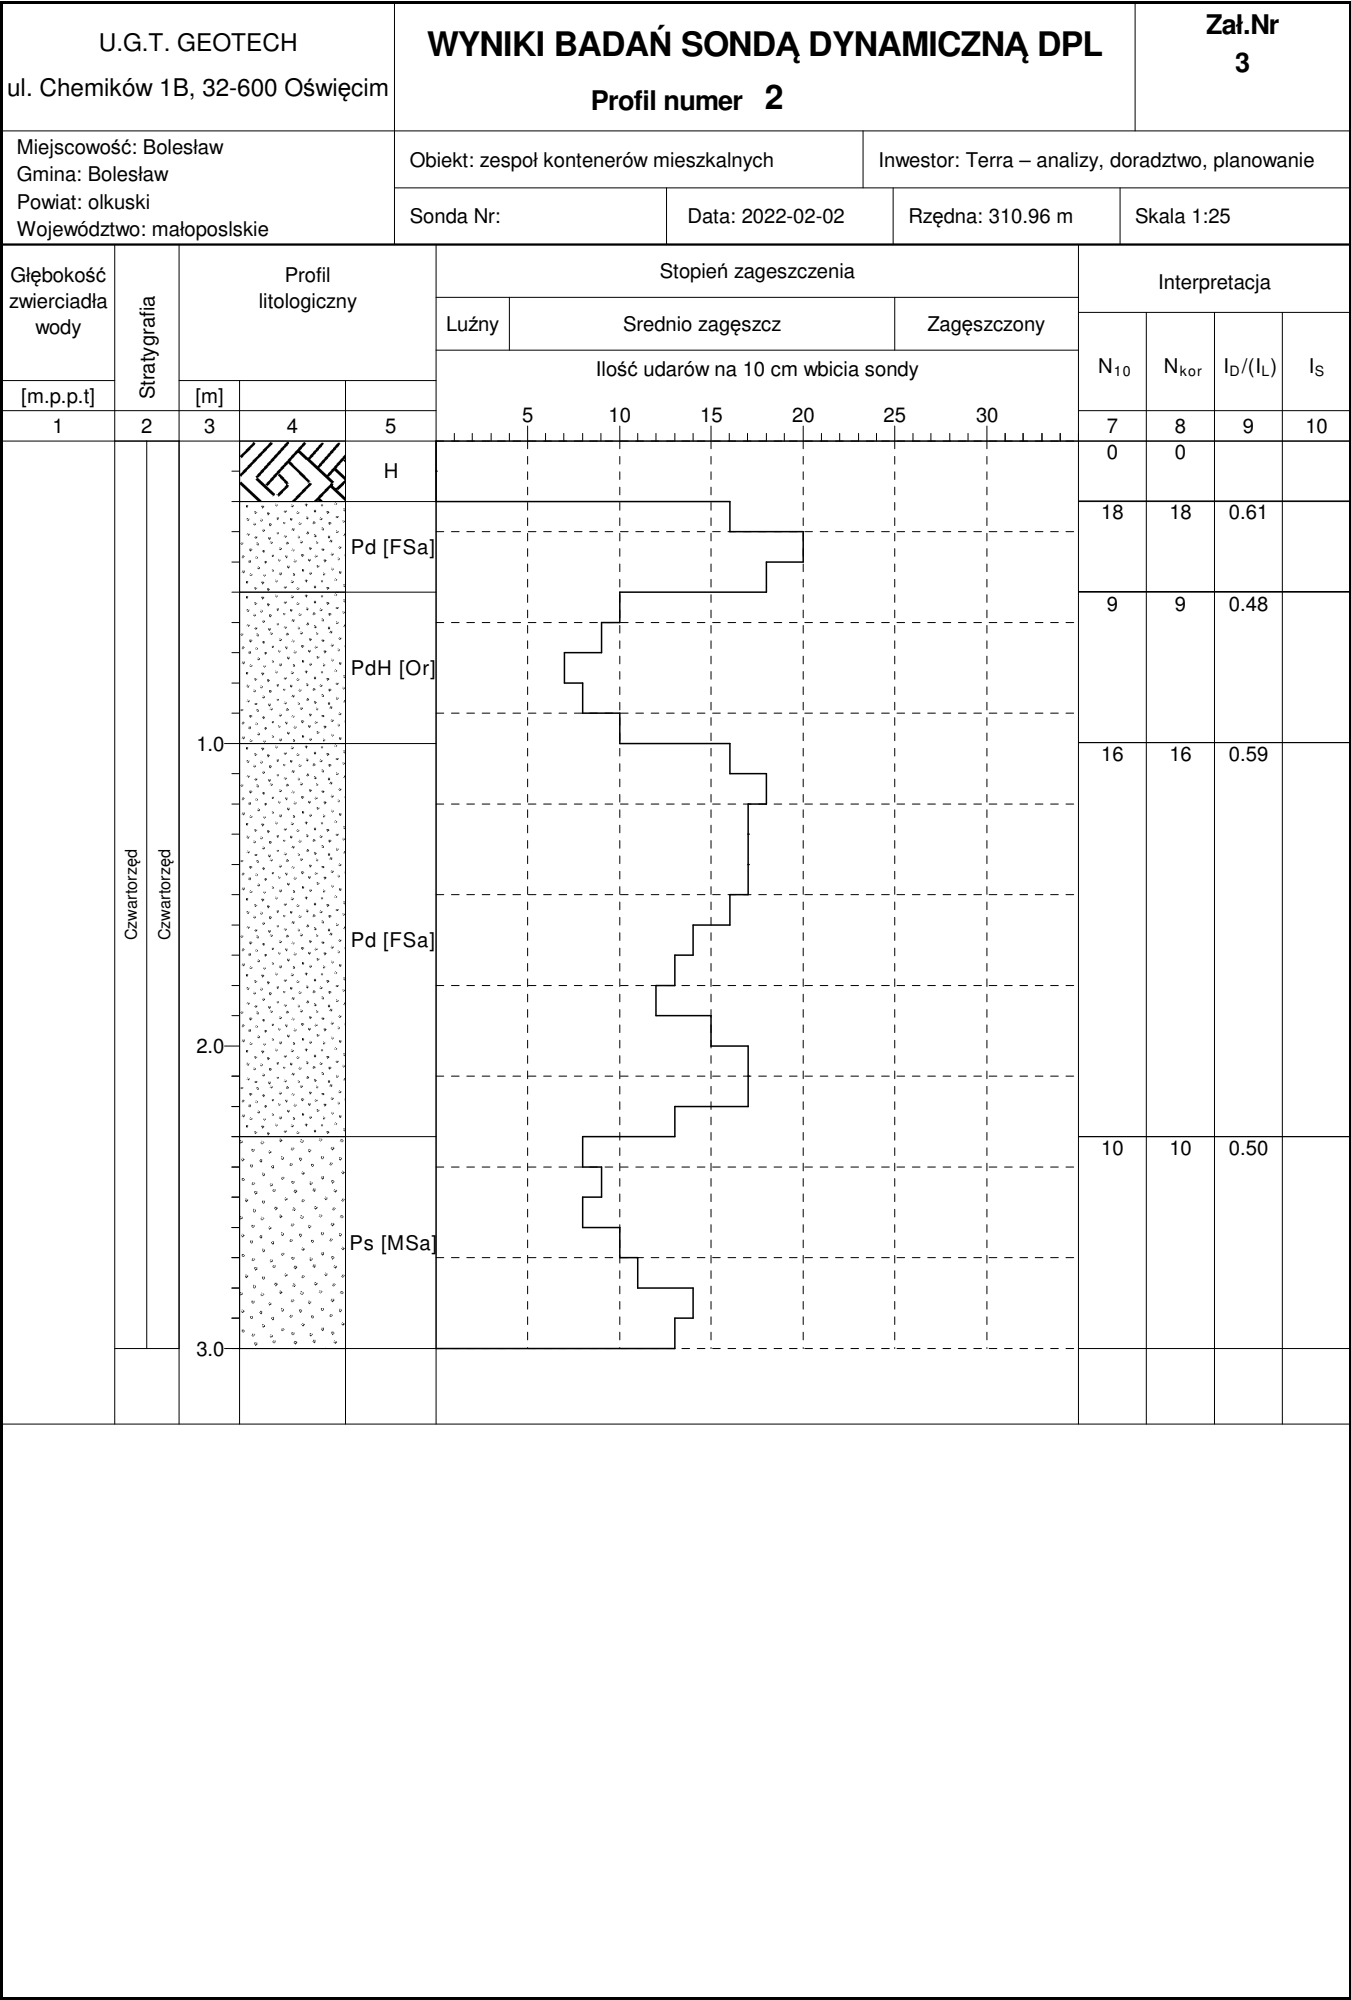 U.G.T. GEOTECH
ul. Chemików 1B, 32-600 Oświęcim
WYNIKI BADAŃ SONDĄ DYNAMICZNĄ DPL
Profil numer 2
Zał.Nr
3
Miejscowość: Bolesław
Gmina: Bolesław
Powiat: olkuski
Województwo: małoposlskie
Obiekt: zespoł kontenerów mieszkalnych
Inwestor: Terra – analizy, doradztwo, planowanie
Sonda Nr:
Data: 2022-02-02
Rzędna: 310.96 m
Skala 1:25
Głębokość
zwierciadła
wody
[m.p.p.t]
Stratygrafia
Profil
litologiczny
[m]
Stopień zageszczenia
Luźny
Srednio zagęszcz
Zagęszczony
Ilość udarów na 10 cm wbicia sondy
5 10 15 20 25 30
Interpretacja
N10 Nkor ID/(IL) IS
1 2 3 4 5 7 8 9 10
H
0 0
Pd [FSa]
18 18 0.61
PdH [Or]
9 9 0.48
1.0
16 16 0.59
Czwartorzęd
Czwartorzęd
Pd [FSa]
2.0
10 10 0.50
Ps [MSa]
3.0